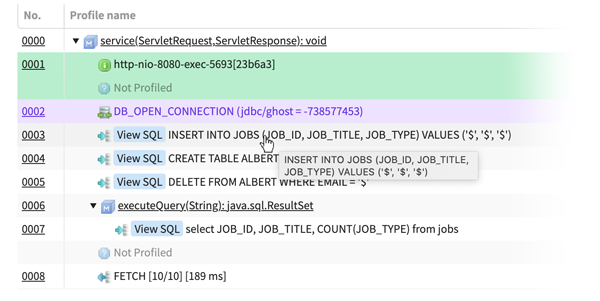 No. Profile name
0000 service(ServletRequest,ServletResponse): void
0001 http-nio-8080-exec-5693[23b6a3]
Not Profiled
0002 DB_OPEN_CONNECTION (jdbc/ghost = -738577453)
0003 View SQL INSERT INTO JOBS (JOB_ID, JOB_TITLE, JOB_TYPE) VALUES ('$', '$', '$')
0004 View SQL CREATE TABLE ALBERT
INSERT INTO JOBS (JOB_ID, JOB_TITLE,
JOB_TYPE) VALUES ('$', '$', '$')
0005 View SQL DELETE FROM ALBERT WHERE EMAIL = '$'
0006 executeQuery(String): java.sql.ResultSet
0007 View SQL select JOB_ID, JOB_TITLE, COUNT(JOB_TYPE) from jobs
Not Profiled
0008 FETCH [10/10] [189 ms]